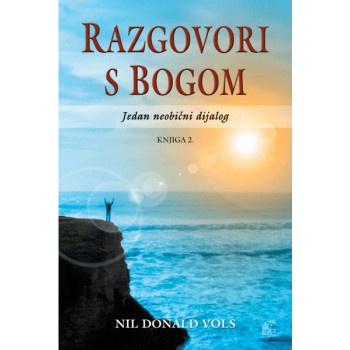 RAZGOVORI
S BOGOM
Jedan neobični dijalog
KNJIGA 2.
NIL DONALD VOLŠ